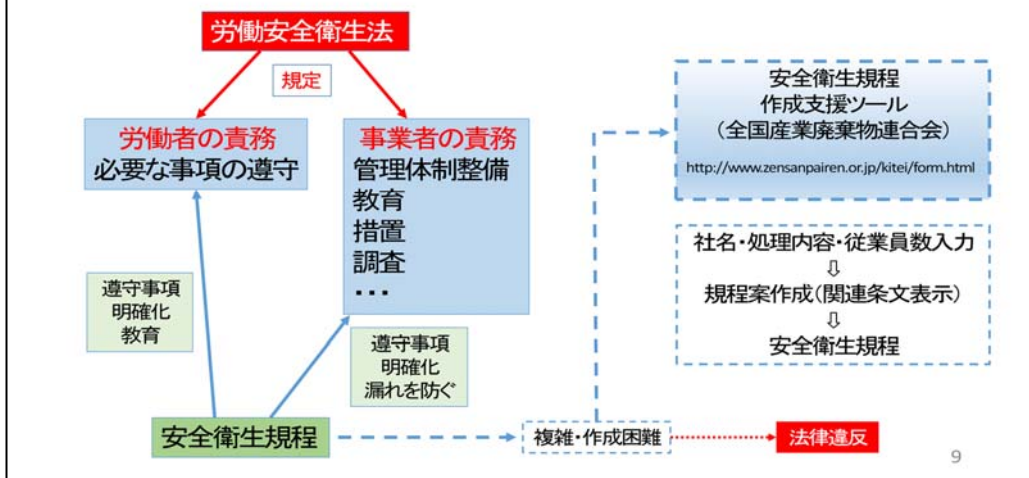 労働安全衛生法
規定
労働者の責務
必要な事項の遵守
事業者の責務
管理体制整備
教育
措置
調査
・・・
遵守事項
明確化
教育
遵守事項
明確化
漏れを防ぐ
安全衛生規程
複雑・作成困難
法律違反
安全衛生規程
作成支援ツール
（全国産業廃棄物連合会）
http://www.zensanpairen.or.jp/kitei/form.html
社名・処理内容・従業員数入力
⇩
規程案作成(関連条文表示)
⇩
安全衛生規程
9